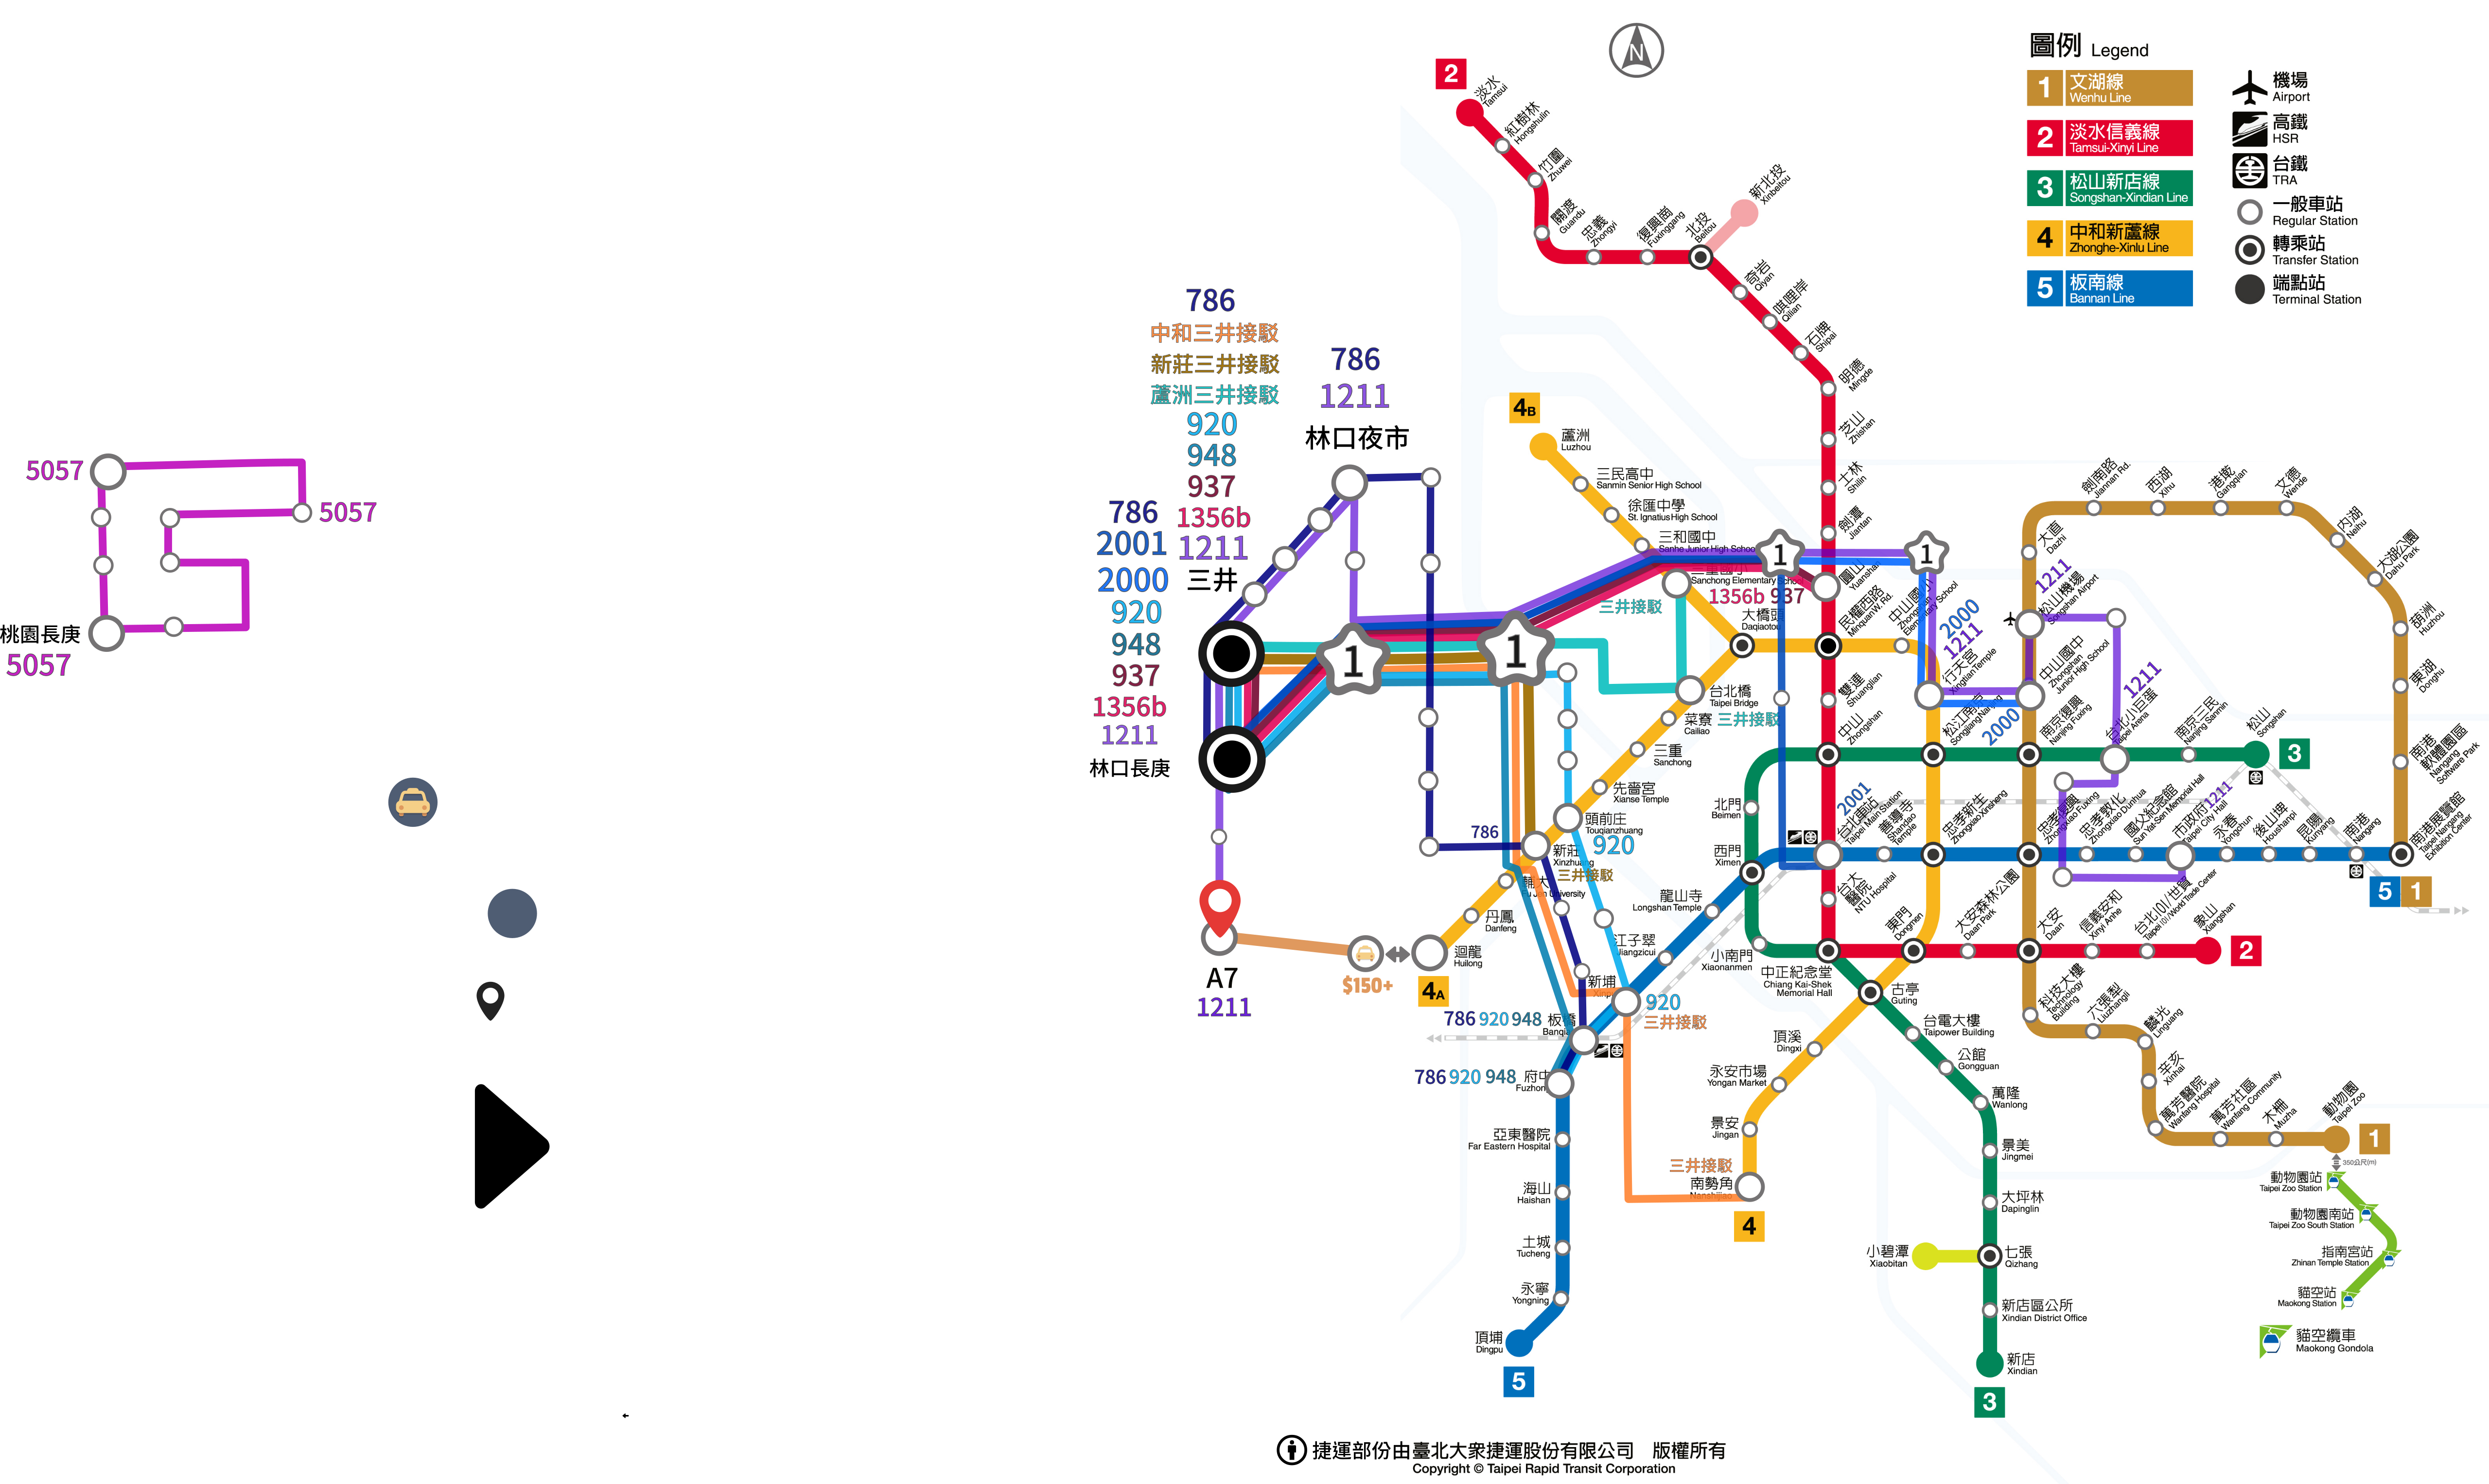 圖例 Legend
1 文湖線
Wenhu Line
2 淡水信義線
Tamsui-Xinyi Line
3 松山新店線
Songshan-Xindian Line
4 中和新蘆線
Zhonghe-Xinlu Line
5 板南線
Bannan Line
機場
Airport
高鐵
HSR
台鐵
TRA
一般車站
Regular Station
轉乘站
Transfer Station
端點站
Terminal Station
N
2
淡水
Tamsui
紅樹林
Hongshulin
竹圍
Zhuwei
關渡
Guandu
忠義
Zhongyi
復興崗
Fuxinggang
北投
Beitou
新北投
Xinbeitou
奇岩
Qiyan
唭哩岸
Qilian
石牌
Shipai
明德
Mingde
芝山
Zhishan
士林
Shilin
劍潭
Jiantan
圓山
Yuanshan
民權西路
Minquan W. Rd.
雙連
Shuanglian
中山
Zhongshan
2001
台北車站
Taipei Main Station
台大
醫院
NTU Hospital
中正紀念堂
Chiang Kai-Shek
Memorial Hall
東門
Dongmen
大安森林公園
Daan Park
大安
Daan
信義安和
Xinyi Anhe
台北101/世貿
Taipei 101/World Trade Center
象山
Xiangshan
2
786
中和三井接駁
新莊三井接駁
蘆洲三井接駁
920
948
937
1356b
1211
三井
786
1211
林口夜市
786
2001
2000
920
948
937
1356b
1211
林口長庚
5057
5057
桃園長庚
5057
1
1
1
1
A7
1211
$150+
4A
迴龍
Huilong
丹鳳
Danfeng
輔大
786
新莊
Xinzhuang
三井接駁
頭前庄
Touqianzhuang
920
先嗇宮
Xianse Temple
三重
Sanchong
菜寮
Cailiao
三井接駁
台北橋
Taipei Bridge
大橋頭
Daqiaotou
1356b 937
三井接駁
4B
蘆洲
Luzhou
三民高中
Sanmin Senior High School
徐匯中學
St. Ignatius High School
三和國中
Sanhe Junior High School
三重國小
Sanchong Elementary School
中山國小
Zhongshan
Elementary School
2000
1211
行天宮
Xingtian Temple
松江南京
Songjiang Nanjing
2000
忠孝新生
Zhongxiao Xinsheng
古亭
Guting
頂溪
Dingxi
永安市場
Yongan Market
景安
Jingan
三井接駁
南勢角
Nanshijiao
4
劍南路
Jiannan Rd.
西湖
Xihu
港墘
Gangqian
文德
Wende
內湖
Neihu
大湖公園
Dahu Park
葫洲
Huzhou
東湖
Donghu
南港
軟體園區
Nangang
Software Park
南港展覽館
Taipei Nangang
Exhibition Center
5 1
大直
Dazhi
1211
松山機場
Songshan Airport
中山國中
Zhongshan
Junior High School
1211
南京復興
Nanjing Fuxing
台北小巨蛋
Taipei Arena
南京三民
Nanjing Sanmin
松山
Songshan
3
北門
Beimen
西門
Ximen
小南門
Xiaonanmen
龍山寺
Longshan Temple
江子翠
Jiangzicui
新埔
920
三井接駁
786 920 948 板橋
786 920 948 府中
亞東醫院
Far Eastern Hospital
海山
Haishan
土城
Tucheng
永寧
Yongning
頂埔
Dingpu
5
善導寺
Shandao
Temple
忠孝復興
Zhongxiao Fuxing
忠孝敦化
Zhongxiao Dunhua
國父紀念館
Sun Yat-Sen Memorial Hall
市政府 1211
Taipei City Hall
永春
Yongchun
後山埤
Houshanpi
昆陽
Kunyang
南港
Nangang
科技大樓
Technology
Building
六張犁
Liuzhangli
麟光
Linguang
辛亥
Xinhai
萬芳醫院
Wanfang Hospital
萬芳社區
Wanfang Community
木柵
Muzha
動物園
Taipei Zoo
1
350公尺(m)
動物園站
Taipei Zoo Station
動物園南站
Taipei Zoo South Station
指南宮站
Zhinan Temple Station
貓空站
Maokong Station
貓空纜車
Maokong Gondola
台電大樓
Taipower Building
公館
Gongguan
萬隆
Wanlong
景美
Jingmei
大坪林
Dapinglin
小碧潭
Xiaobitan
七張
Qizhang
新店區公所
Xindian District Office
新店
Xindian
3
捷運部份由臺北大眾捷運股份有限公司 版權所有
Copyright © Taipei Rapid Transit Corporation